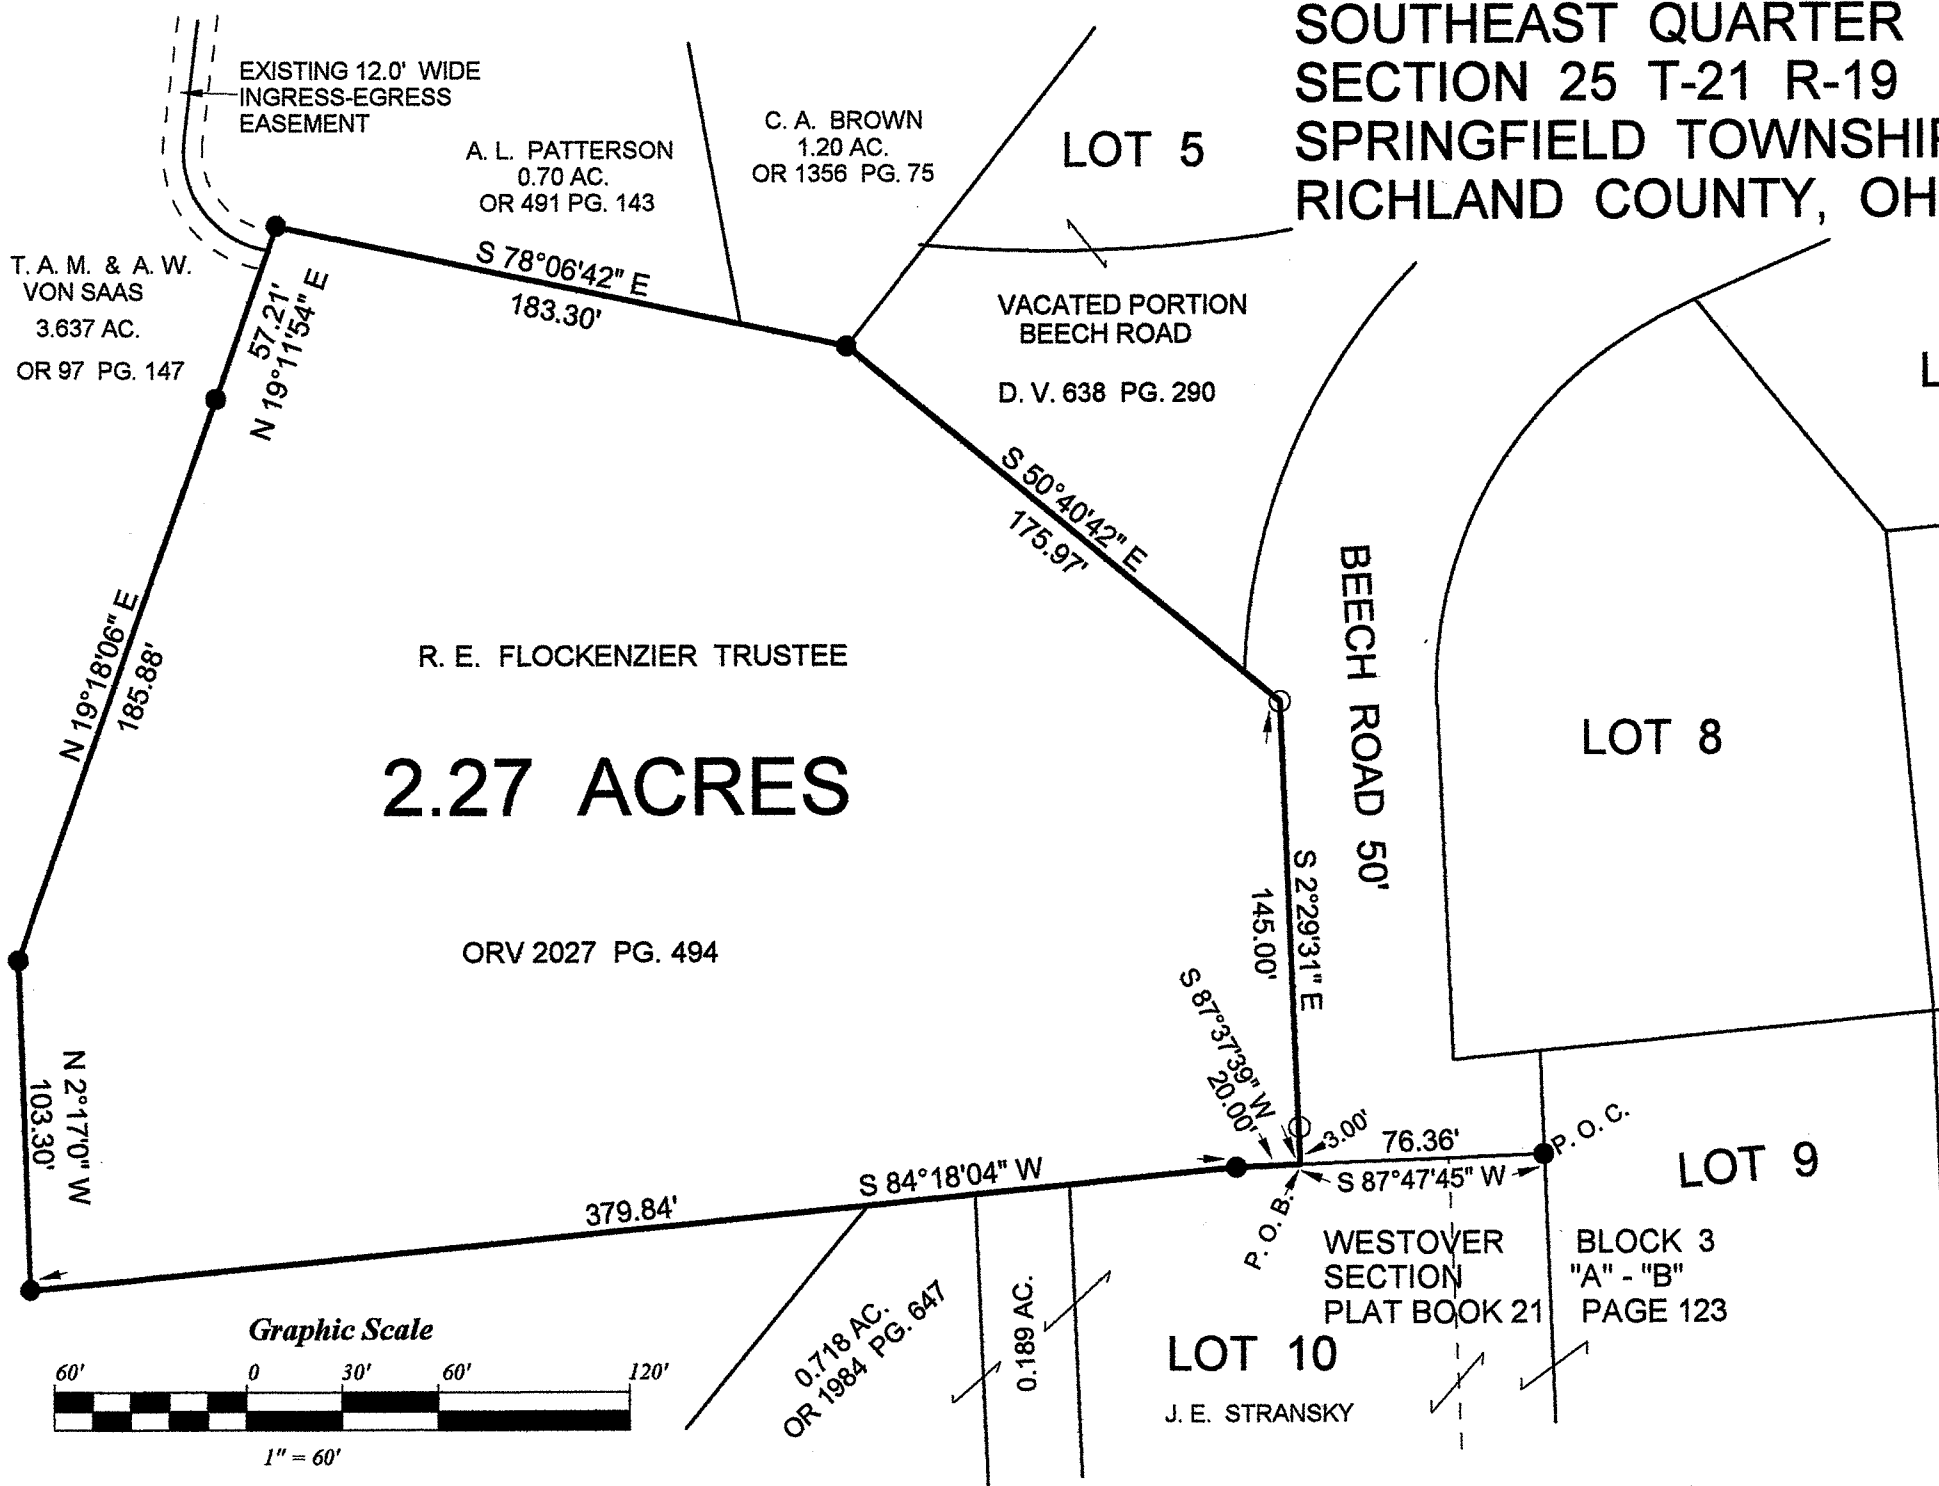 SOUTHEAST QUARTER
SECTION 25 T-21 R-19
SPRINGFIELD TOWNSHIP
RICHLAND COUNTY, OH
EXISTING 12.0' WIDE
INGRESS-EGRESS
EASEMENT
A. L. PATTERSON
0.70 AC.
OR 491 PG. 143
C. A. BROWN
1.20 AC.
OR 1356 PG. 75
LOT 5
T. A. M. & A. W.
VON SAAS
3.637 AC.
OR 97 PG. 147
57.21'
N 19°11'54" E
S 78°06'42" E
183.30'
VACATED PORTION
BEECH ROAD
D. V. 638 PG. 290
L
S 50°40'42" E
175.97'
BEECH ROAD 50'
N 19°18'06" E
185.88'
R. E. FLOCKENZIER TRUSTEE
2.27 ACRES
ORV 2027 PG. 494
LOT 8
S 2°29'31" E
145.00'
S 87°37'39" W
20.00'
3.00'
76.36'
S 87°47'45" W
P. O. C.
P. O. B.
LOT 9
N 2°17'0" W
103.30'
S 84°18'04" W
379.84'
WESTOVER BLOCK 3
SECTION "A" - "B"
PLAT BOOK 21 PAGE 123
0.718 AC.
OR 1984 PG. 647
0.189 AC.
LOT 10
J. E. STRANSKY
Graphic Scale
60' 0 30' 60' 120'
1" = 60'